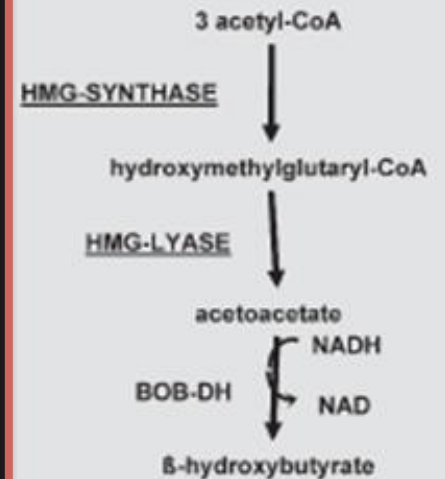 3 acetyl-CoA
HMG-SYNTHASE
hydroxymethylglutaryl-CoA
HMG-LYASE
acetoacetate
NADH
BOB-DH
NAD
ß-hydroxybutyrate